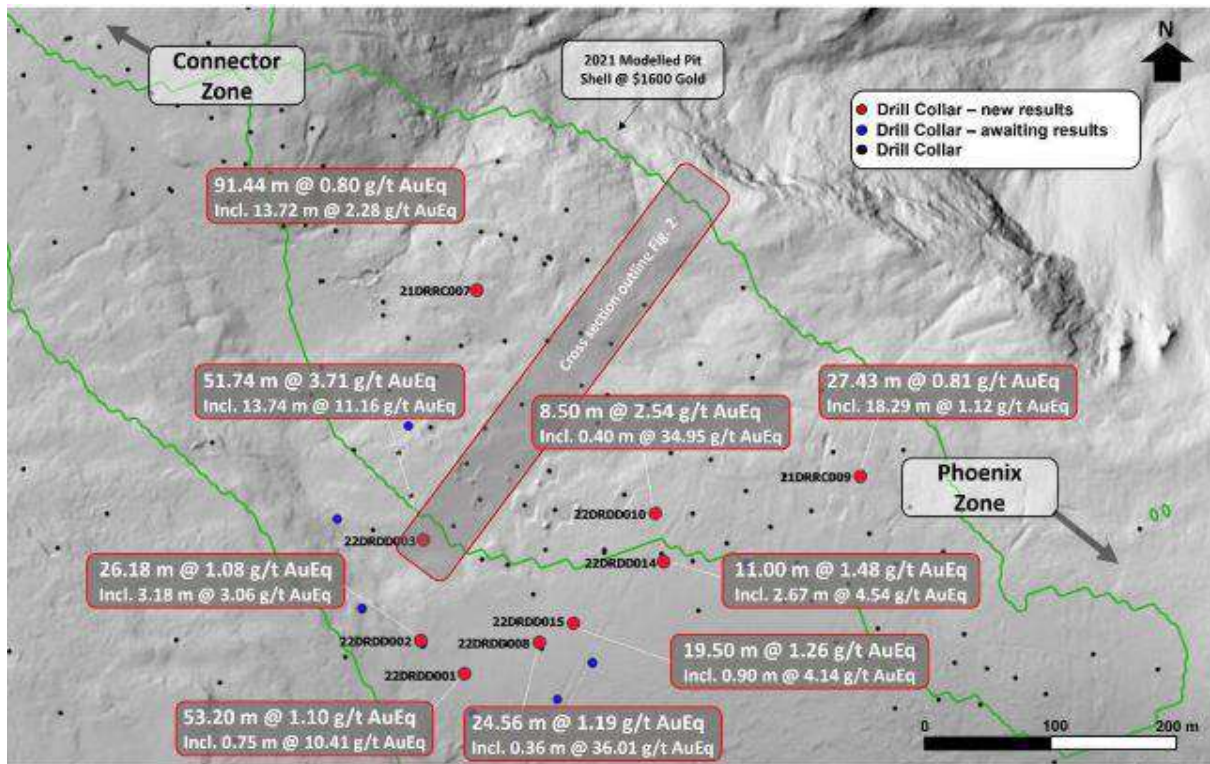 Connector
Zone
2021 Modelled Pit
Shell @ $1600 Gold
N
Drill Collar – new results
Drill Collar – awaiting results
Drill Collar
91.44 m @ 0.80 g/t AuEq
Incl. 13.72 m @ 2.28 g/t AuEq
21DRRC007
Cross section outline Fig. 2
51.74 m @ 3.71 g/t AuEq
Incl. 13.74 m @ 11.16 g/t AuEq
8.50 m @ 2.54 g/t AuEq
Incl. 0.40 m @ 34.95 g/t AuEq
27.43 m @ 0.81 g/t AuEq
Incl. 18.29 m @ 1.12 g/t AuEq
21DRRC009
Phoenix
Zone
22DRDD010
22DRDD003
22DRDD014
26.18 m @ 1.08 g/t AuEq
Incl. 3.18 m @ 3.06 g/t AuEq
11.00 m @ 1.48 g/t AuEq
Incl. 2.67 m @ 4.54 g/t AuEq
22DRDD015
22DRDD002
22DRDD008
22DRDD001
19.50 m @ 1.26 g/t AuEq
Incl. 0.90 m @ 4.14 g/t AuEq
53.20 m @ 1.10 g/t AuEq
Incl. 0.75 m @ 10.41 g/t AuEq
24.56 m @ 1.19 g/t AuEq
Incl. 0.36 m @ 36.01 g/t AuEq
0 100 200 m